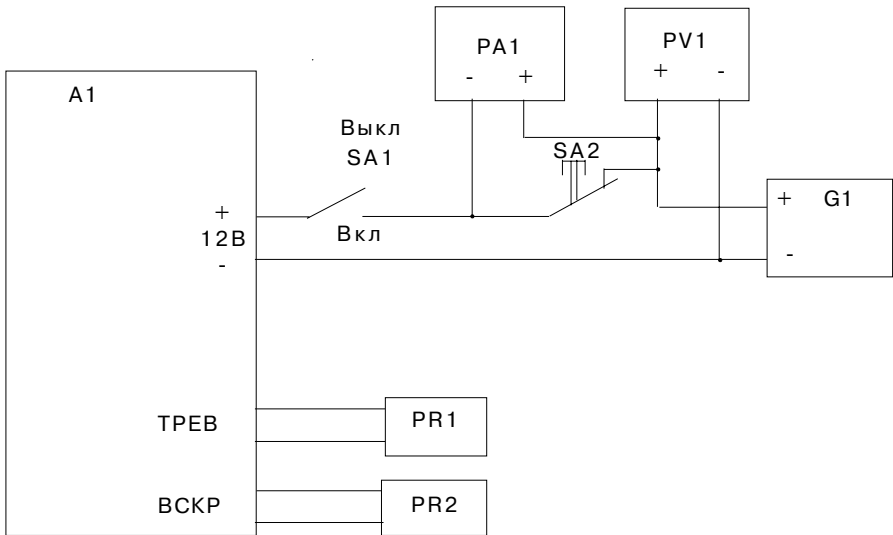 PA1
- +
PV1
+ -
A1
Выкл
SA1
SA2
+ G1
+
12В
Вкл
-
-
ТРЕВ
PR1
ВСКР
PR2